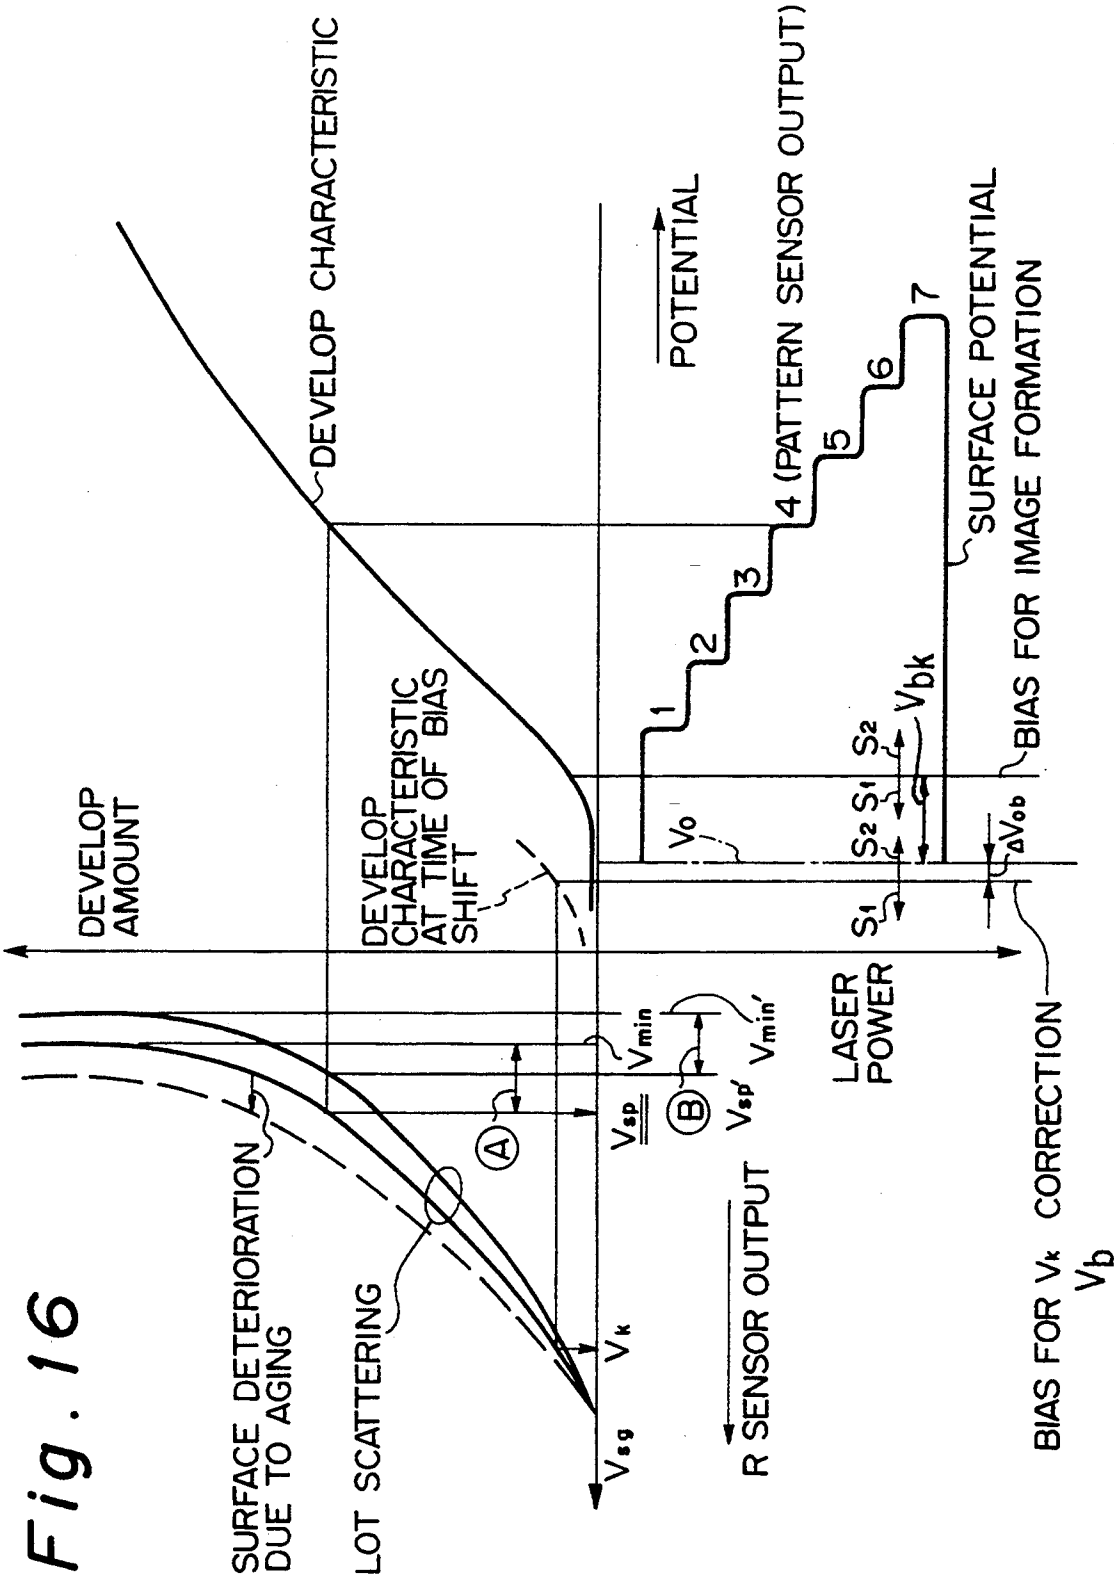 Fig. 16
DEVELOP
AMOUNT
SURFACE DETERIORATION
DUE TO AGING
LOT SCATTERING
DEVELOP
CHARACTERISTIC
AT TIME OF BIAS
SHIFT
DEVELOP CHARACTERISTIC
A
Vsg
Vk
Vsp
Vmin
B
Vsp'
Vmin'
R SENSOR OUTPUT
POTENTIAL
LASER
POWER
V0
1
2
3
4 (PATTERN SENSOR OUTPUT)
5
6
7
S1
S2
S1
S2
Vbk
ΔVob
SURFACE POTENTIAL
BIAS FOR IMAGE FORMATION
BIAS FOR Vk CORRECTION
Vb